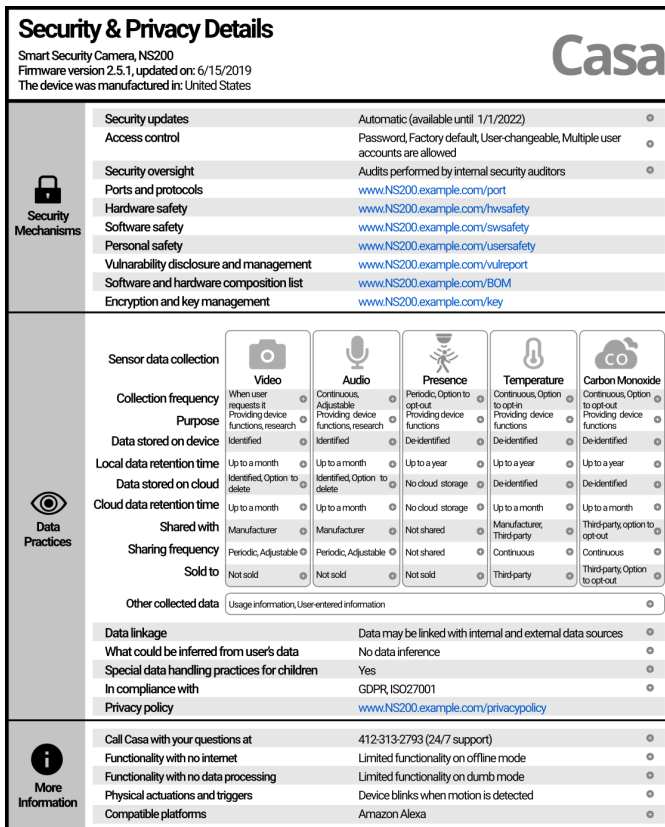 Security & Privacy Details
Casa
Smart Security Camera, NS200
Firmware version 2.5.1, updated on: 6/15/2019
The device was manufactured in: United States
Security Mechanisms
Security updates Automatic (available until 1/1/2022)
Access control Password, Factory default, User-changeable, Multiple user
accounts are allowed
Security oversight Audits performed by internal security auditors
Ports and protocols www.NS200.example.com/port
Hardware safety www.NS200.example.com/hwsafety
Software safety www.NS200.example.com/swsafety
Personal safety www.NS200.example.com/usersafety
Vulnarability disclosure and management www.NS200.example.com/vulreport
Software and hardware composition list www.NS200.example.com/BOM
Encryption and key management www.NS200.example.com/key
Data Practices
Sensor data collection
CO
Video Audio Presence Temperature Carbon Monoxide
Collection frequency When user requests it Continuous, Adjustable Periodic, Option to opt-out Continuous, Option to opt-in Continuous, Option to opt-out
Purpose Providing device functions, research Providing device functions, research Providing device functions Providing device functions Providing device functions
Data stored on device Identified Identified De-identified De-identified De-identified
Local data retention time Up to a month Up to a month Up to a year Up to a year Up to a year
Data stored on cloud Identified, Option to delete Identified, Option to delete No cloud storage De-identified De-identified
Cloud data retention time Up to a month Up to a month No cloud storage Up to a month Up to a month
Shared with Manufacturer Manufacturer Not shared Manufacturer, Third-party Third-party, option to opt-out
Sharing frequency Periodic, Adjustable Periodic, Adjustable Not shared Continuous Continuous
Sold to Not sold Not sold Not sold Third-party Third-party, Option to opt-out
Other collected data Usage information, User-entered information
Data linkage Data may be linked with internal and external data sources
What could be inferred from user's data No data inference
Special data handling practices for children Yes
In compliance with GDPR, ISO27001
Privacy policy www.NS200.example.com/privacypolicy
More Information
Call Casa with your questions at 412-313-2793 (24/7 support)
Functionality with no internet Limited functionality on offline mode
Functionality with no data processing Limited functionality on dumb mode
Physical actuations and triggers Device blinks when motion is detected
Compatible platforms Amazon Alexa